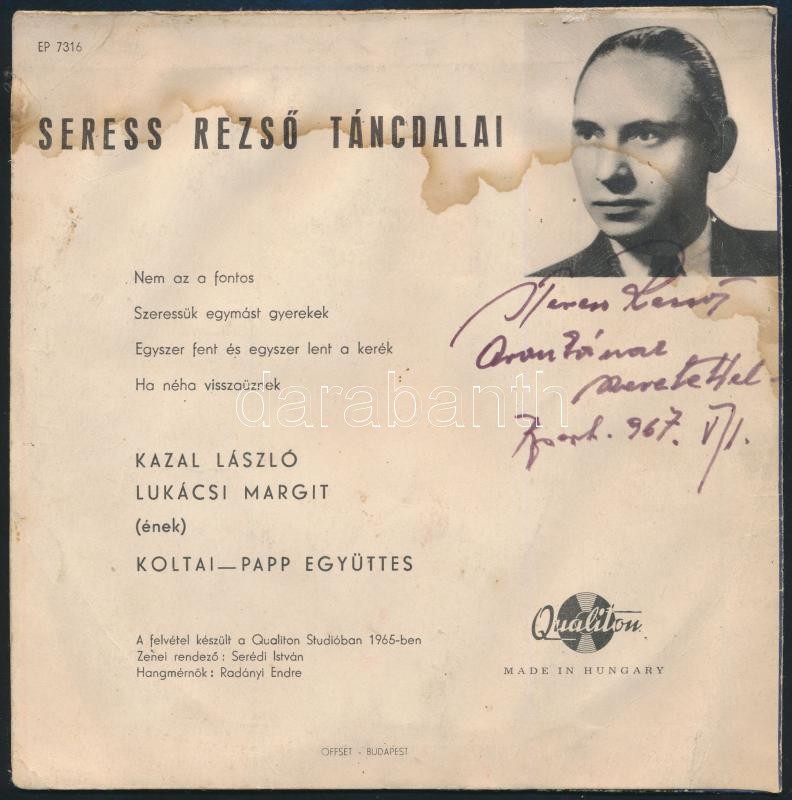 EP 7316
SERESS REZSŐ TÁNCDALAI
Nem az a fontos
Szeressük egymást gyerekek
Egyszer fent és egyszer lent a kerék
Ha néha visszaüznek
Seress Rezső
szeretettel
967. V/1.
darabanth
KAZAL LÁSZLÓ
LUKÁCSI MARGIT
(ének)
KOLTAI—PAPP EGYÜTTES
A felvétel készült a Qualiton Studióban 1965-ben
Zenei rendező : Serédi István
Hangmérnök : Radányi Endre
Qualiton
MADE IN HUNGARY
OFFSET - BUDAPEST